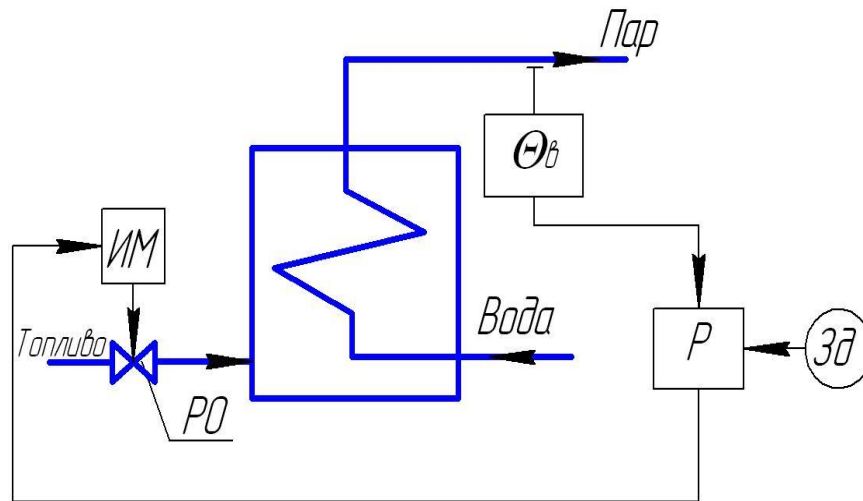 Пар
Θв
ИМ
Топливо
Вода
Р
Зд
РО